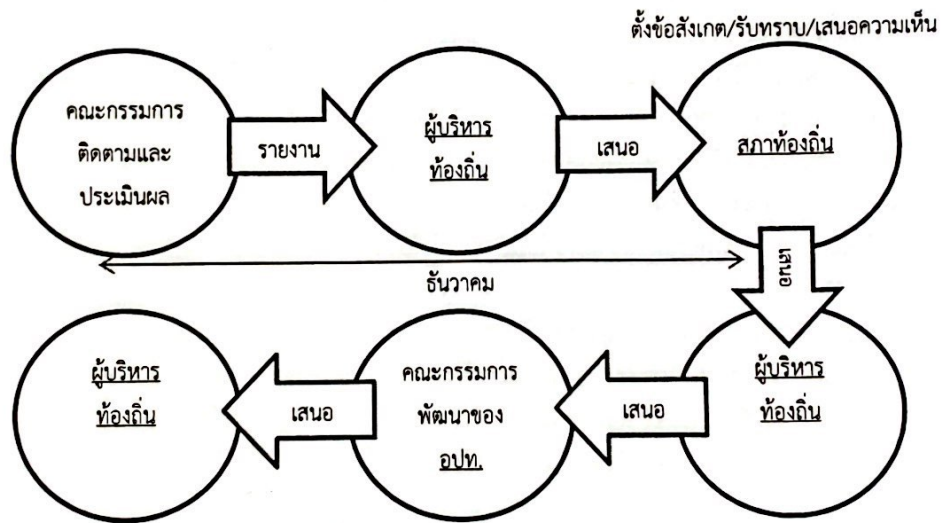 ตั้งข้อสังเกต/รับทราบ/เสนอความเห็น
คณะกรรมการ
ติดตามและ
ประเมินผล
รายงาน
ผู้บริหาร
ท้องถิ่น
เสนอ
สภาท้องถิ่น
เสนอ
ธันวาคม
ผู้บริหาร
ท้องถิ่น
เสนอ
คณะกรรมการ
พัฒนาของ
อปท.
เสนอ
ผู้บริหาร
ท้องถิ่น